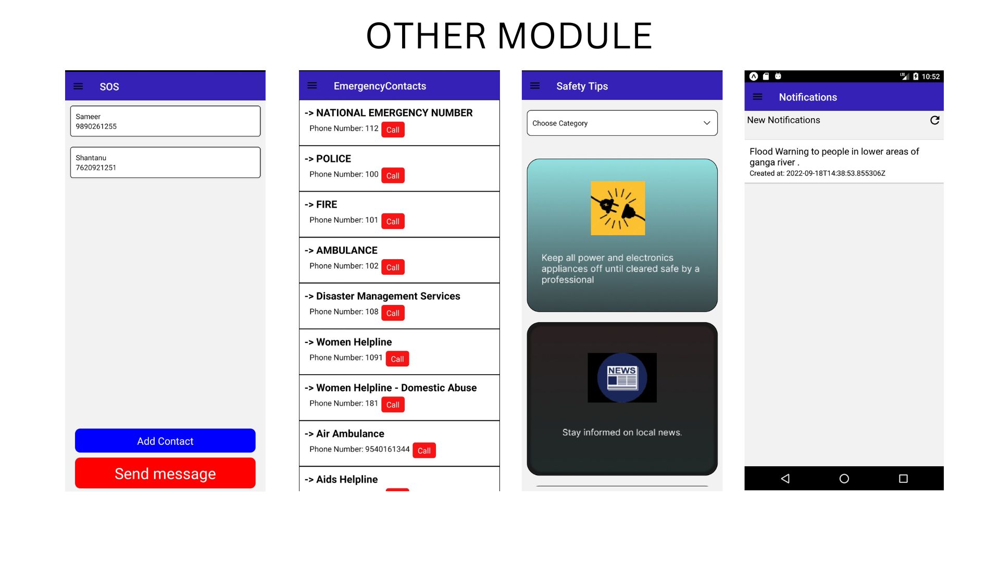 OTHER MODULE
SOS
Sameer
9890261255
Shantanu
7620921251
Add Contact
Send message
EmergencyContacts
-> NATIONAL EMERGENCY NUMBER
Phone Number: 112 Call
-> POLICE
Phone Number: 100 Call
-> FIRE
Phone Number: 101 Call
-> AMBULANCE
Phone Number: 102 Call
-> Disaster Management Services
Phone Number: 108 Call
-> Women Helpline
Phone Number: 1091 Call
-> Women Helpline - Domestic Abuse
Phone Number: 181 Call
-> Air Ambulance
Phone Number: 9540161344 Call
-> Aids Helpline
Safety Tips
Choose Category
Keep all power and electronics
appliances off until cleared safe by a
professional
NEWS
Stay informed on local news.
LTE 10:52
Notifications
New Notifications
Flood Warning to people in lower areas of
ganga river .
Created at: 2022-09-18T14:38:53.855306Z